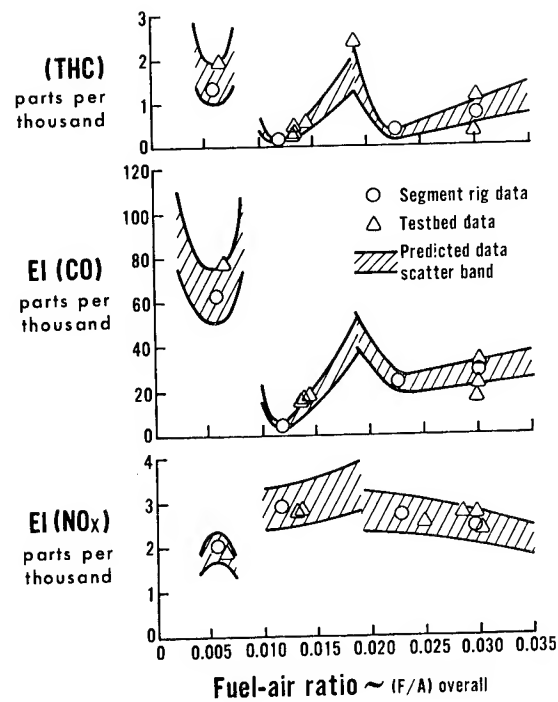 3
(THC)
parts per
thousand
2
1
0
120
100
80
60
40
20
0
EI (CO)
parts per
thousand
Segment rig data
Testbed data
Predicted data
scatter band
4
3
2
1
0
EI (NOx)
parts per
thousand
0 0.005 0.010 0.015 0.020 0.025 0.030 0.035
Fuel-air ratio ~ (F/A) overall